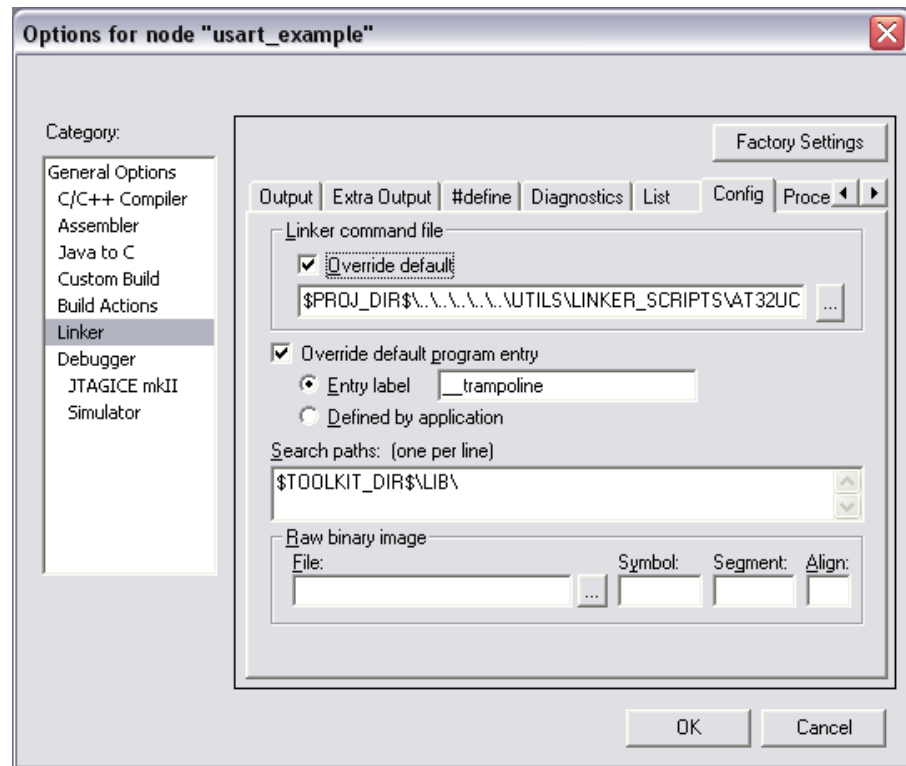 Options for node "usart_example"
Category:
General Options
C/C++ Compiler
Assembler
Java to C
Custom Build
Build Actions
Linker
Debugger
JTAGICE mkII
Simulator
Factory Settings
Output Extra Output #define Diagnostics List Config Proce
Linker command file
Override default
$PROJ_DIR$\..\..\..\..\..\UTILS\LINKER_SCRIPTS\AT32UC
...
Override default program entry
Entry label __trampoline
Defined by application
Search paths: (one per line)
$TOOLKIT_DIR$\LIB\
Raw binary image
File: Symbol: Segment: Align:
...
OK Cancel